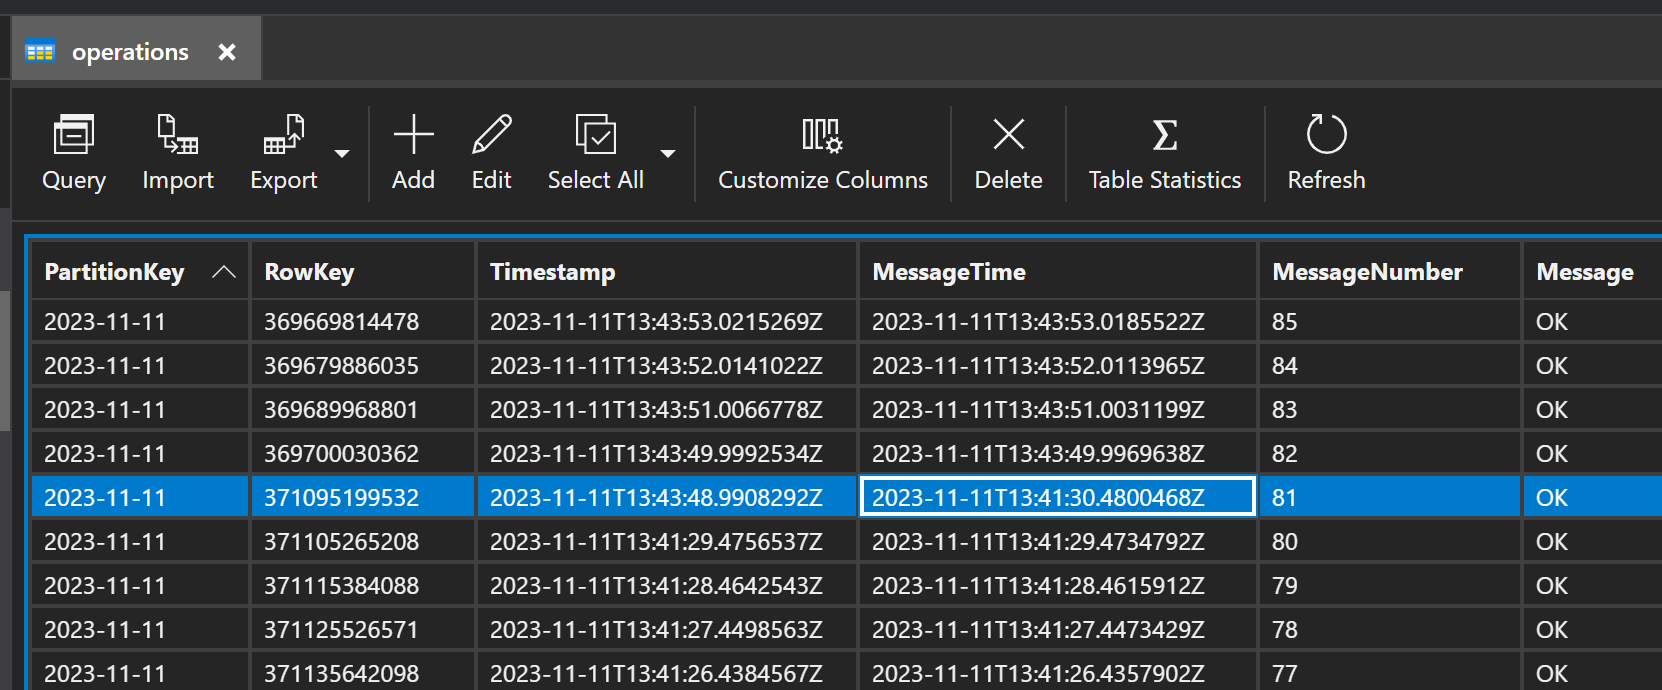 operations
Query Import Export Add Edit Select All Customize Columns Delete Table Statistics Refresh
PartitionKey RowKey Timestamp MessageTime MessageNumber Message
2023-11-11 369669814478 2023-11-11T13:43:53.0215269Z 2023-11-11T13:43:53.0185522Z 85 OK
2023-11-11 369679886035 2023-11-11T13:43:52.0141022Z 2023-11-11T13:43:52.0113965Z 84 OK
2023-11-11 369689968801 2023-11-11T13:43:51.0066778Z 2023-11-11T13:43:51.0031199Z 83 OK
2023-11-11 369700030362 2023-11-11T13:43:49.9992534Z 2023-11-11T13:43:49.9969638Z 82 OK
2023-11-11 371095199532 2023-11-11T13:43:48.9908292Z 2023-11-11T13:41:30.4800468Z 81 OK
2023-11-11 371105265208 2023-11-11T13:41:29.4756537Z 2023-11-11T13:41:29.4734792Z 80 OK
2023-11-11 371115384088 2023-11-11T13:41:28.4642543Z 2023-11-11T13:41:28.4615912Z 79 OK
2023-11-11 371125526571 2023-11-11T13:41:27.4498563Z 2023-11-11T13:41:27.4473429Z 78 OK
2023-11-11 371135642098 2023-11-11T13:41:26.4384567Z 2023-11-11T13:41:26.4357902Z 77 OK